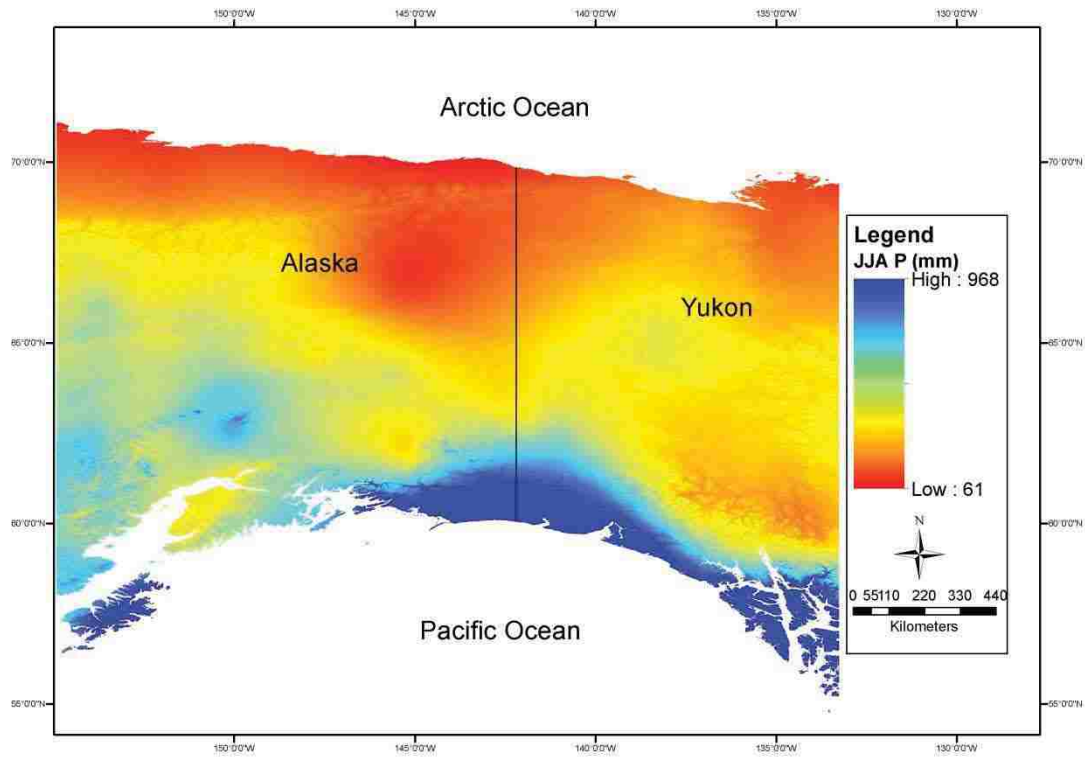 150°0'0"W 145°0'0"W 140°0'0"W 135°0'0"W 130°0'0"W
Arctic Ocean
70°0'0"N 70°0'0"N
Alaska
Yukon
65°0'0"N 65°0'0"N
60°0'0"N 60°0'0"N
Pacific Ocean
55°0'0"N 55°0'0"N
150°0'0"W 145°0'0"W 140°0'0"W 135°0'0"W 130°0'0"W
Legend
JJA P (mm)
High : 968
Low : 61
N
0 55110 220 330 440
Kilometers